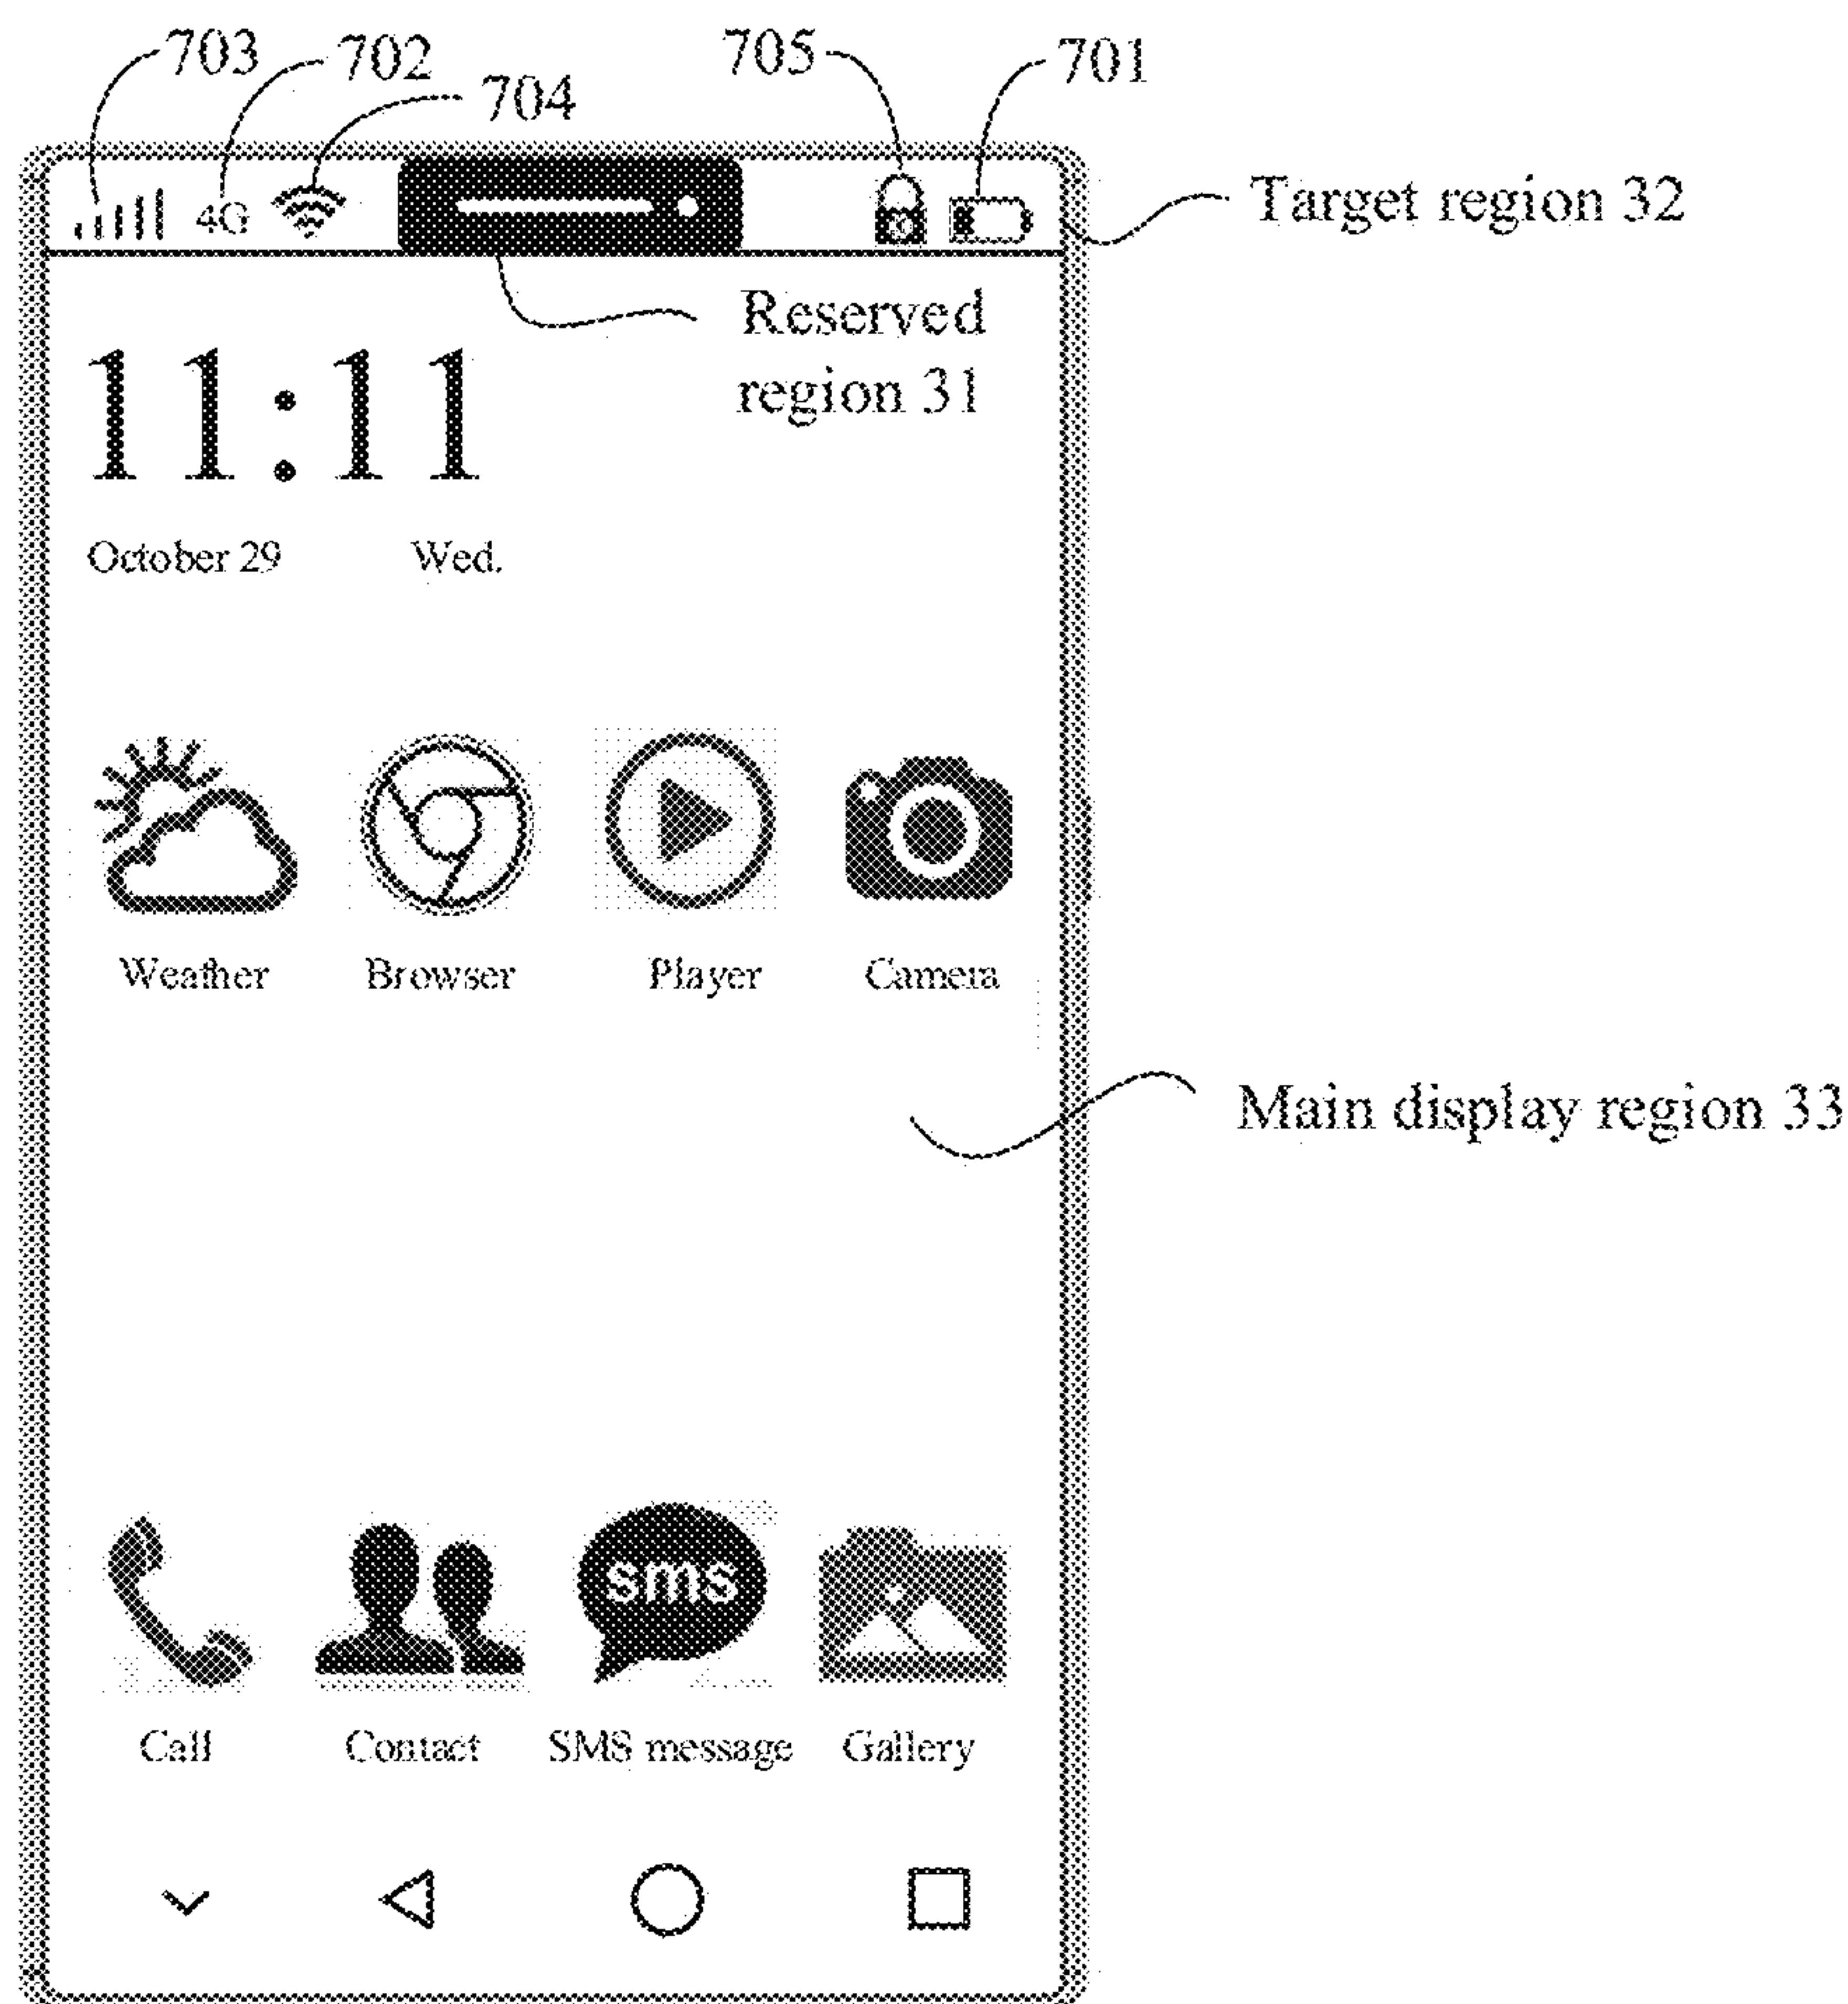 703
702
704
705
701
4G
Target region 32
Reserved
region 31
11:11
October 29 Wed.
Weather Browser Player Camera
Main display region 33
sms
Call Contact SMS message Gallery